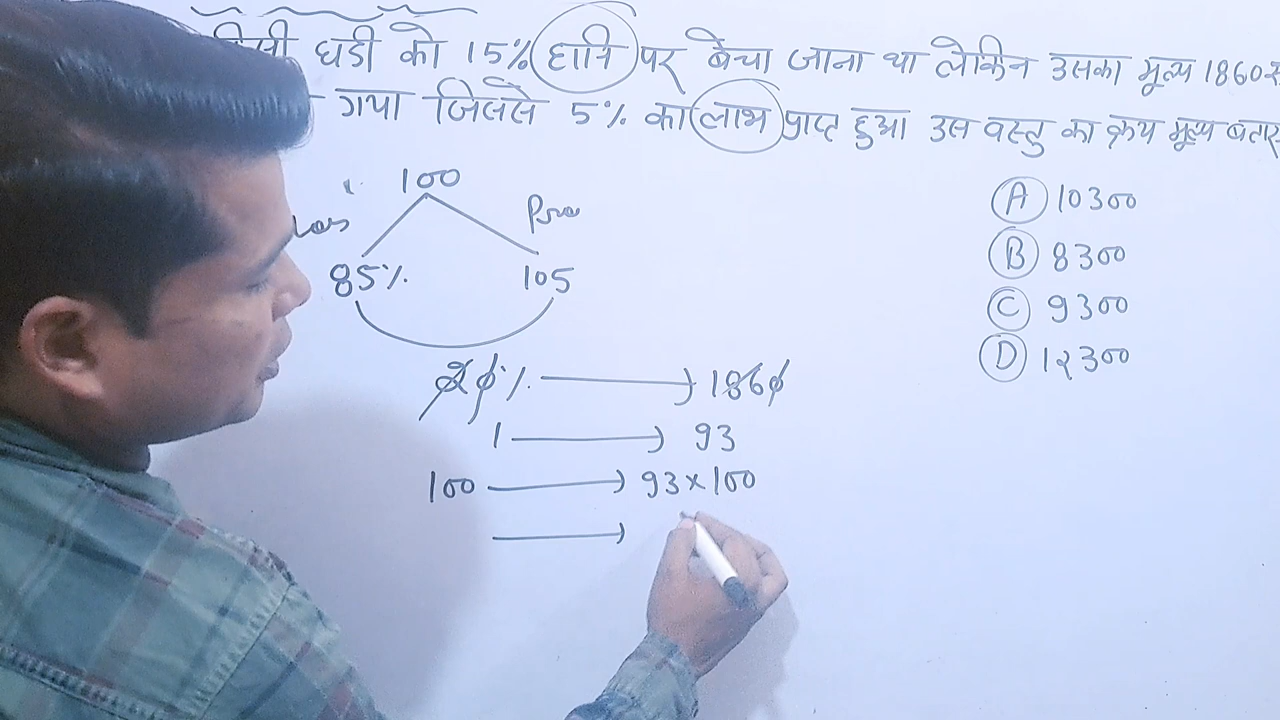 घडी को 15% हानि पर बेचा जाना था लेकिन उसका मूल्य 1860
गया जिससे 5% का लाभ प्राप्त हुआ उस वस्तु का क्रय मूल्य
100
85% 105
20% → 1860
1 → 93
100 → 93×100
→
A 10300
B 8300
C 9300
D 12300